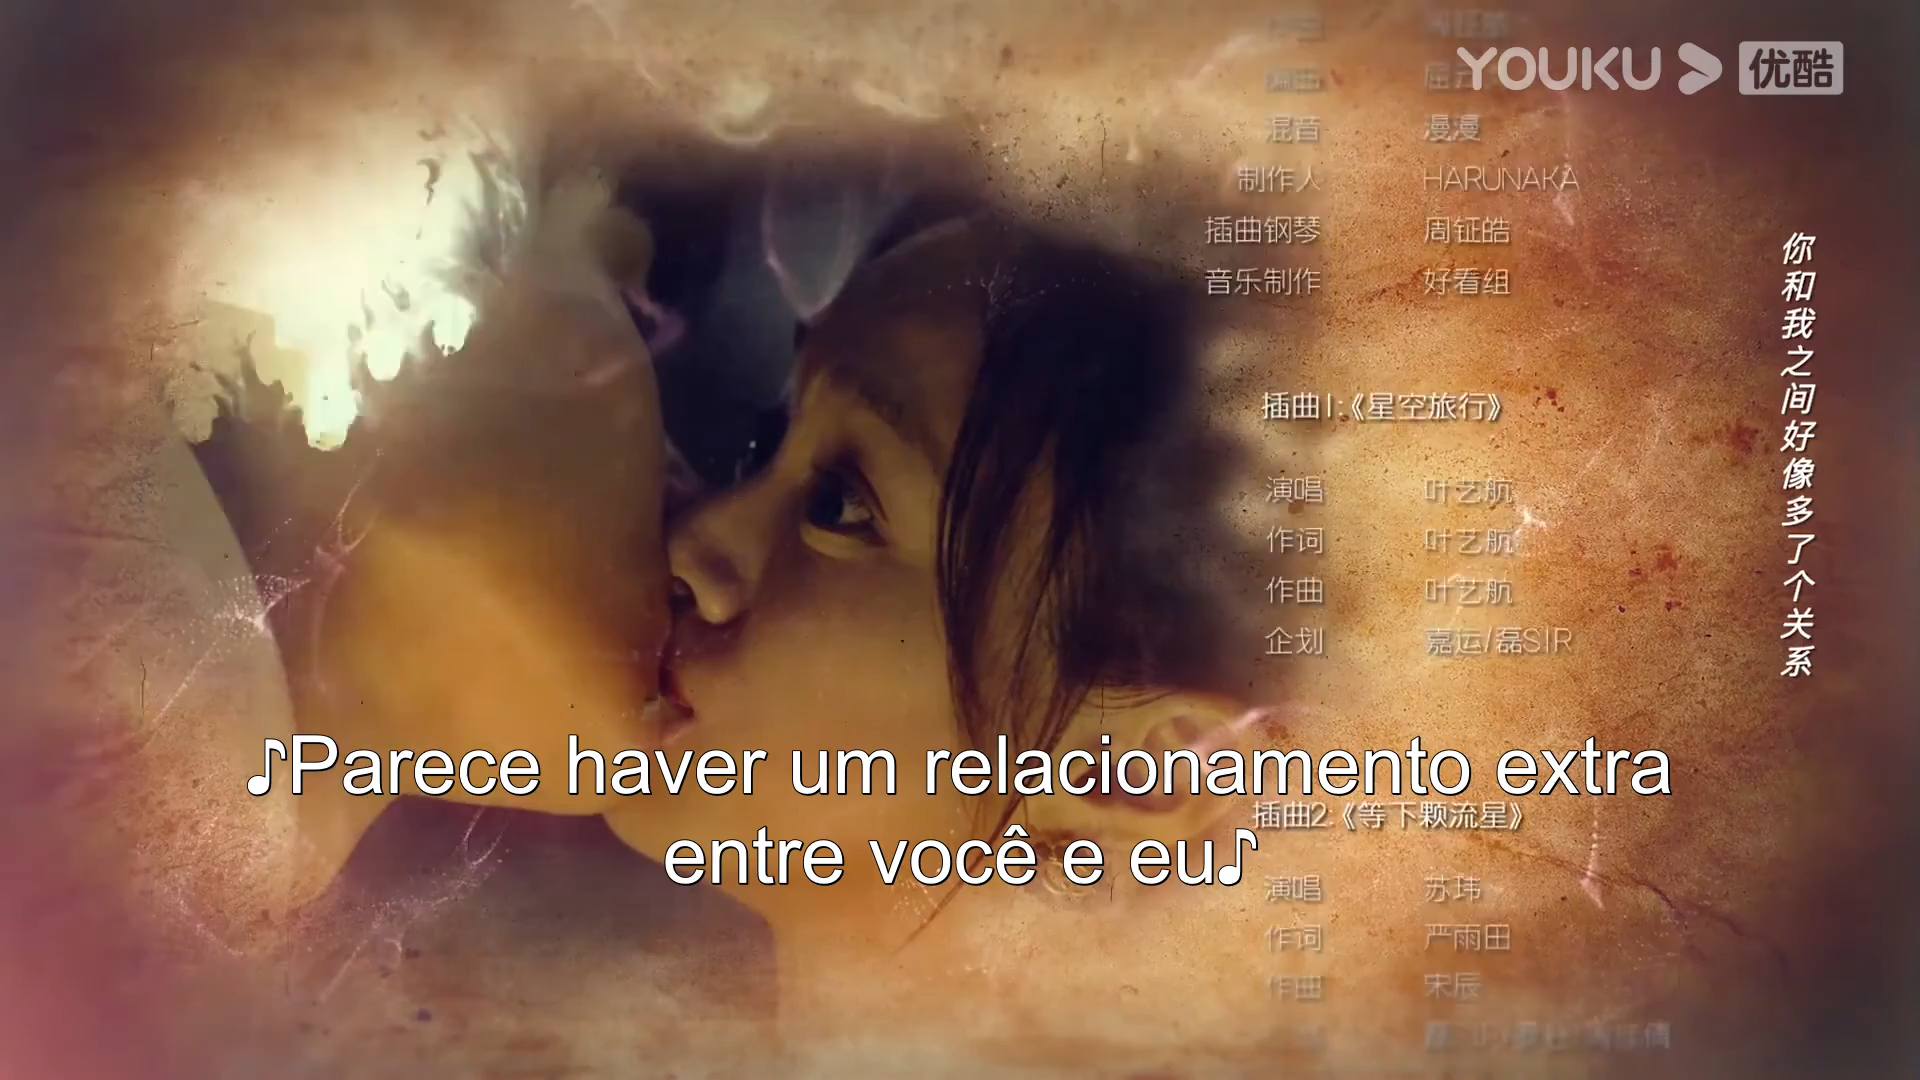 YOUKU 优酷
混音 漫漫
制作人 HARUNAKA
插曲钢琴 周钲皓
音乐制作 好看组
你和我之间好像多了个关系
插曲1:《星空旅行》
演唱 叶艺航
作词 叶艺航
作曲 叶艺航
企划 嘉运/磊SIR
♪Parece haver um relacionamento extra
entre você e eu♪
插曲2:《等下颗流星》
演唱 苏玮
作词 严雨田
作曲 宋辰